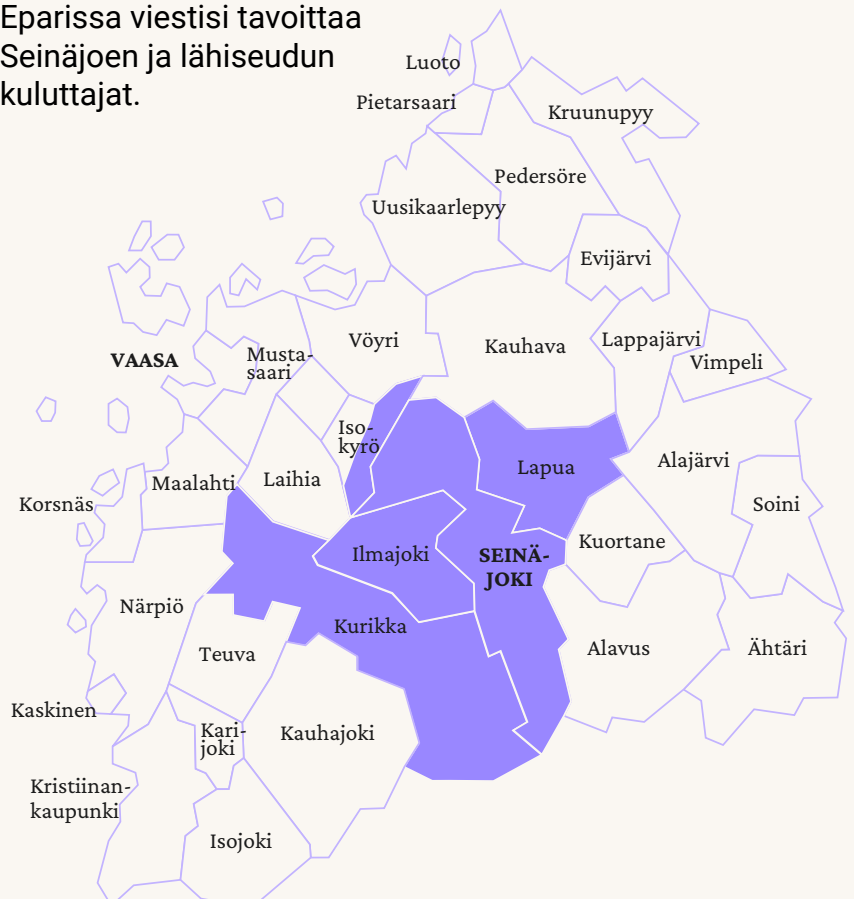 Eparissa viestisi tavoittaa
Seinäjoen ja lähiseudun
kuluttajat.
Luoto
Pietarsaari
Kruunupyy
Pedersöre
Uusikaarlepyy
Evijärvi
Vöyri
Kauhava
Lappajärvi
Vimpeli
VAASA
Musta-
saari
Iso-
kyrö
Lapua
Alajärvi
Maalahti
Laihia
Korsnäs
Soini
Ilmajoki
SEINÄ-
JOKI
Kuortane
Närpiö
Kurikka
Teuva
Alavus
Ähtäri
Kaskinen
Kari-
joki
Kauhajoki
Kristiinan-
kaupunki
Isojoki